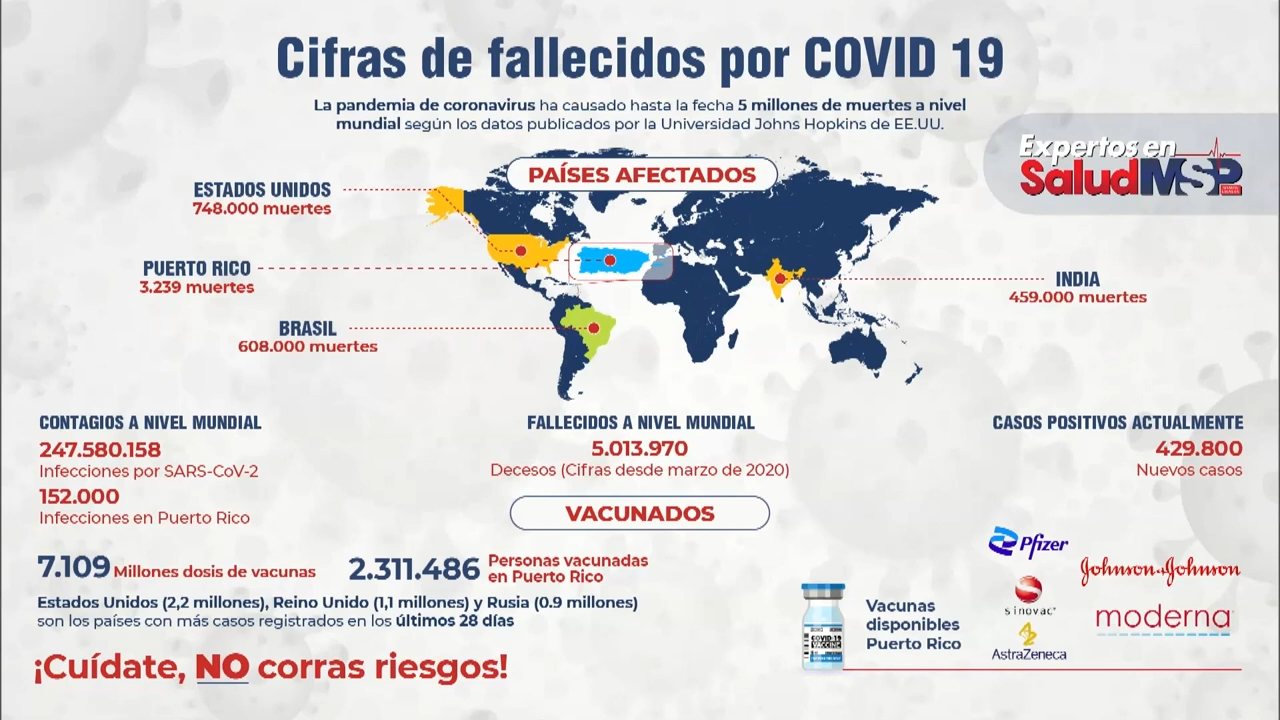 Cifras de fallecidos por COVID 19
La pandemia de coronavirus ha causado hasta la fecha 5 millones de muertes a nivel
mundial según los datos publicados por la Universidad Johns Hopkins de EE.UU.
Expertos en
SaludMSP
PAÍSES AFECTADOS
ESTADOS UNIDOS
748.000 muertes
PUERTO RICO
3.239 muertes
BRASIL
608.000 muertes
INDIA
459.000 muertes
CONTAGIOS A NIVEL MUNDIAL
247.580.158
Infecciones por SARS-CoV-2
152.000
Infecciones en Puerto Rico
FALLECIDOS A NIVEL MUNDIAL
5.013.970
Decesos (Cifras desde marzo de 2020)
CASOS POSITIVOS ACTUALMENTE
429.800
Nuevos casos
VACUNADOS
7.109 Millones dosis de vacunas
2.311.486 Personas vacunadas
en Puerto Rico
Estados Unidos (2,2 millones), Reino Unido (1,1 millones) y Rusia (0.9 millones)
son los países con más casos registrados en los últimos 28 días
¡Cuídate, NO corras riesgos!
COVID-19
VACCINE
Vacunas
disponibles
Puerto Rico
Pfizer
Johnson & Johnson
sinovac
moderna
AstraZeneca